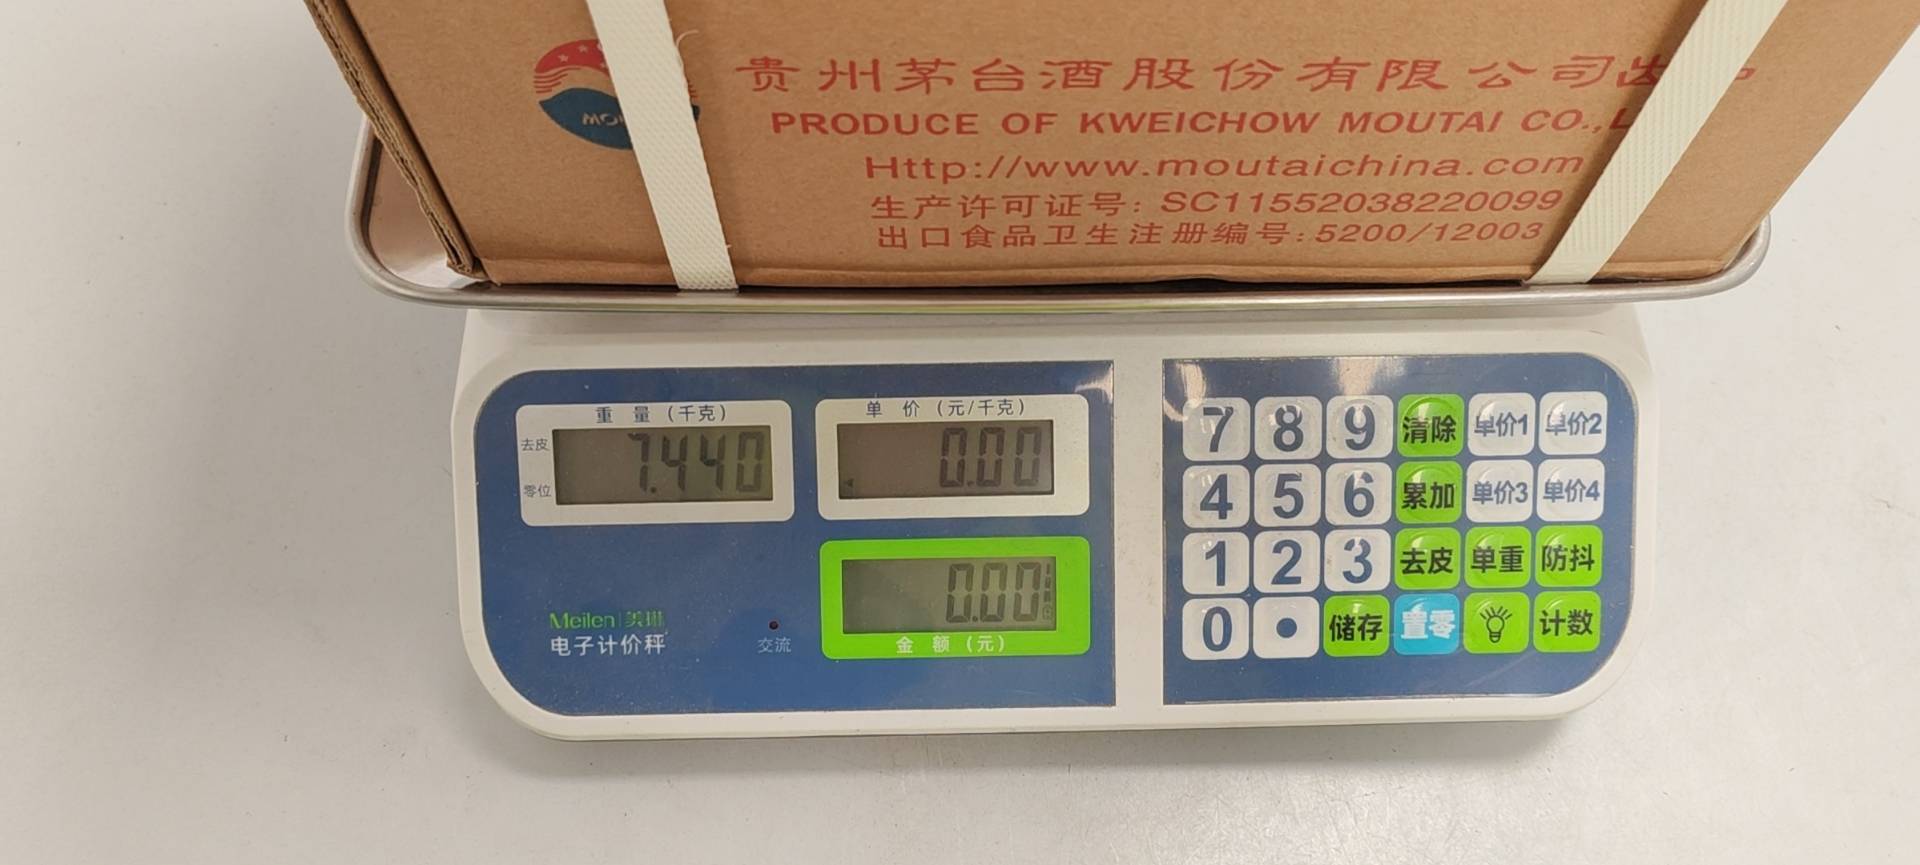 贵州茅台酒股份有限公司出
PRODUCE OF KWEICHOW MOUTAI CO.,L
Http://www.moutaichina.com
生产许可证号: SC11552038220099
出口食品卫生注册编号:5200/12003
重 量 (千克)
单 价 (元/千克)
去皮
零位
7.440
0.00
0.00
金 额 (元)
Meilen|美琳
电子计价秤
交流
7 8 9 清除 单价1 单价2
4 5 6 累加 单价3 单价4
1 2 3 去皮 单重 防抖
0 • 储存 置零 计数